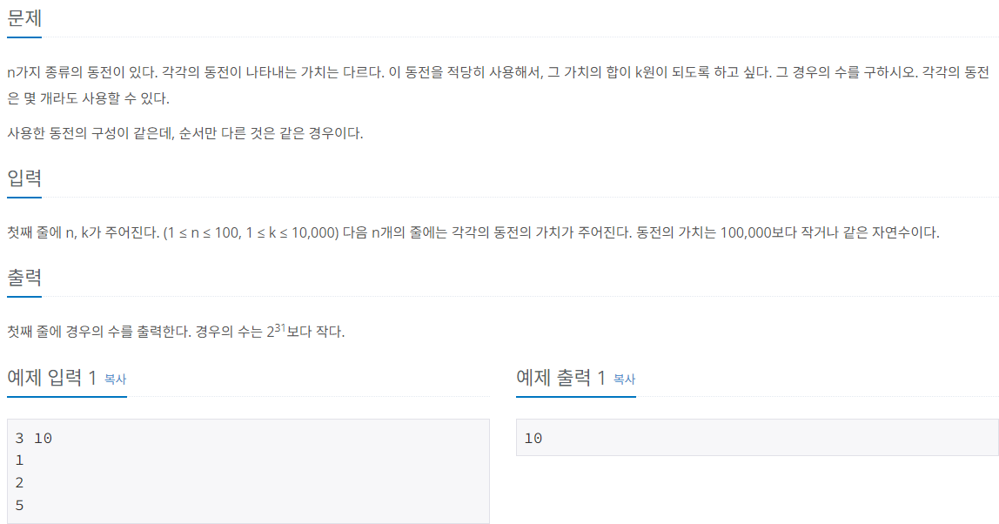 문제
n가지 종류의 동전이 있다. 각각의 동전이 나타내는 가치는 다르다. 이 동전을 적당히 사용해서, 그 가치의 합이 k원이 되도록 하고 싶다. 그 경우의 수를 구하시오. 각각의 동전
은 몇 개라도 사용할 수 있다.
사용한 동전의 구성이 같은데, 순서만 다른 것은 같은 경우이다.
입력
첫째 줄에 n, k가 주어진다. (1 ≤ n ≤ 100, 1 ≤ k ≤ 10,000) 다음 n개의 줄에는 각각의 동전의 가치가 주어진다. 동전의 가치는 100,000보다 작거나 같은 자연수이다.
출력
첫째 줄에 경우의 수를 출력한다. 경우의 수는 2³¹보다 작다.
예제 입력 1 복사
3 10
1
2
5
예제 출력 1 복사
10